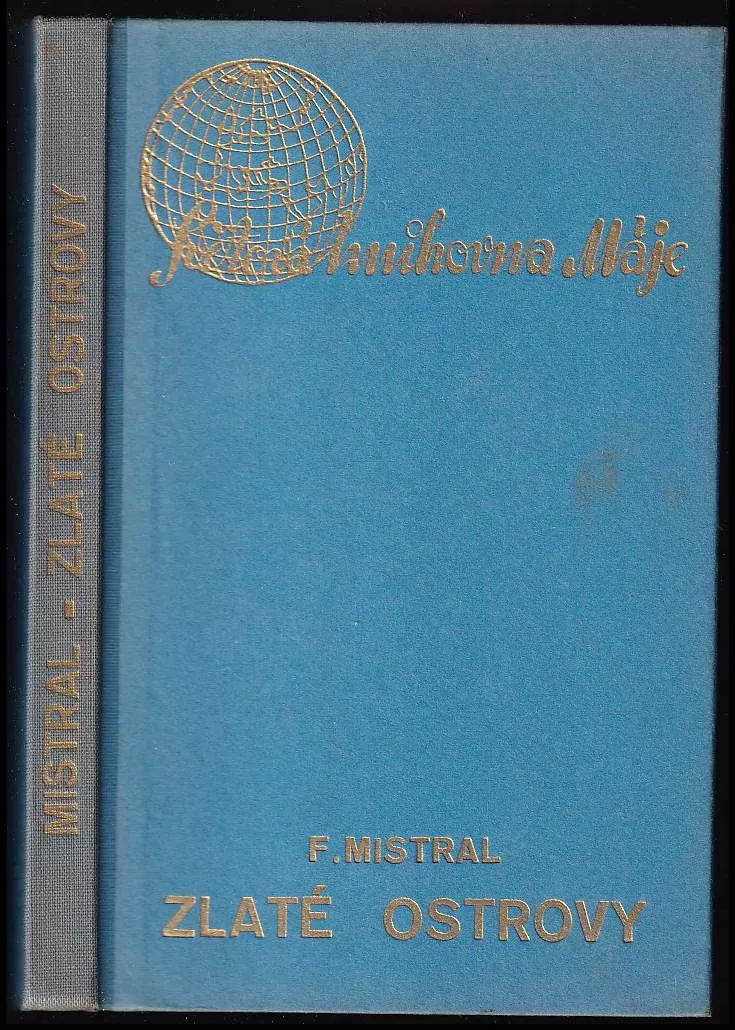 MISTRAL - ZLATÉ OSTROVY
knihovna Máje
F. MISTRAL
ZLATÉ OSTROVY